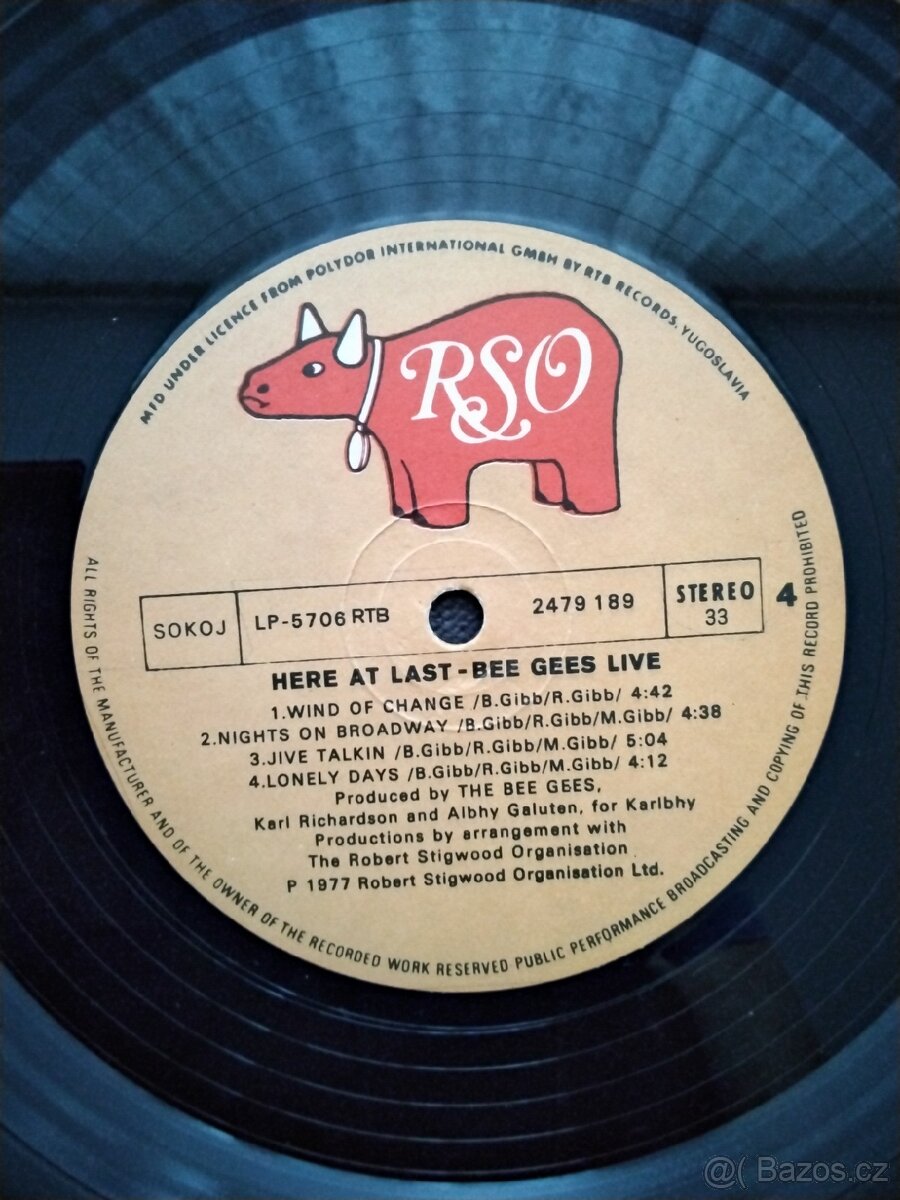 MFD UNDER LICENCE FROM POLYDOR INTERNATIONAL GMBH BY RTB RECORDS, YUGOSLAVIA
RSO
SOKOJ
LP-5706 RTB
2479 189
STEREO
33
4
HERE AT LAST - BEE GEES LIVE
1.WIND OF CHANGE /B.Gibb/R.Gibb/ 4:42
2.NIGHTS ON BROADWAY /B.Gibb/R.Gibb/M.Gibb/ 4:38
3.JIVE TALKIN /B.Gibb/R.Gibb/M.Gibb/ 5:04
4.LONELY DAYS /B.Gibb/R.Gibb/M.Gibb/ 4:12
Produced by THE BEE GEES,
Karl Richardson and Albhy Galuten, for Karlbhy
Productions by arrangement with
The Robert Stigwood Organisation
P 1977 Robert Stigwood Organisation Ltd.
ALL RIGHTS OF THE MANUFACTURER AND OF THE OWNER OF THE RECORDED WORK RESERVED PUBLIC PERFORMANCE BROADCASTING AND COPYING OF THIS RECORD PROHIBITED
@( Bazos.cz